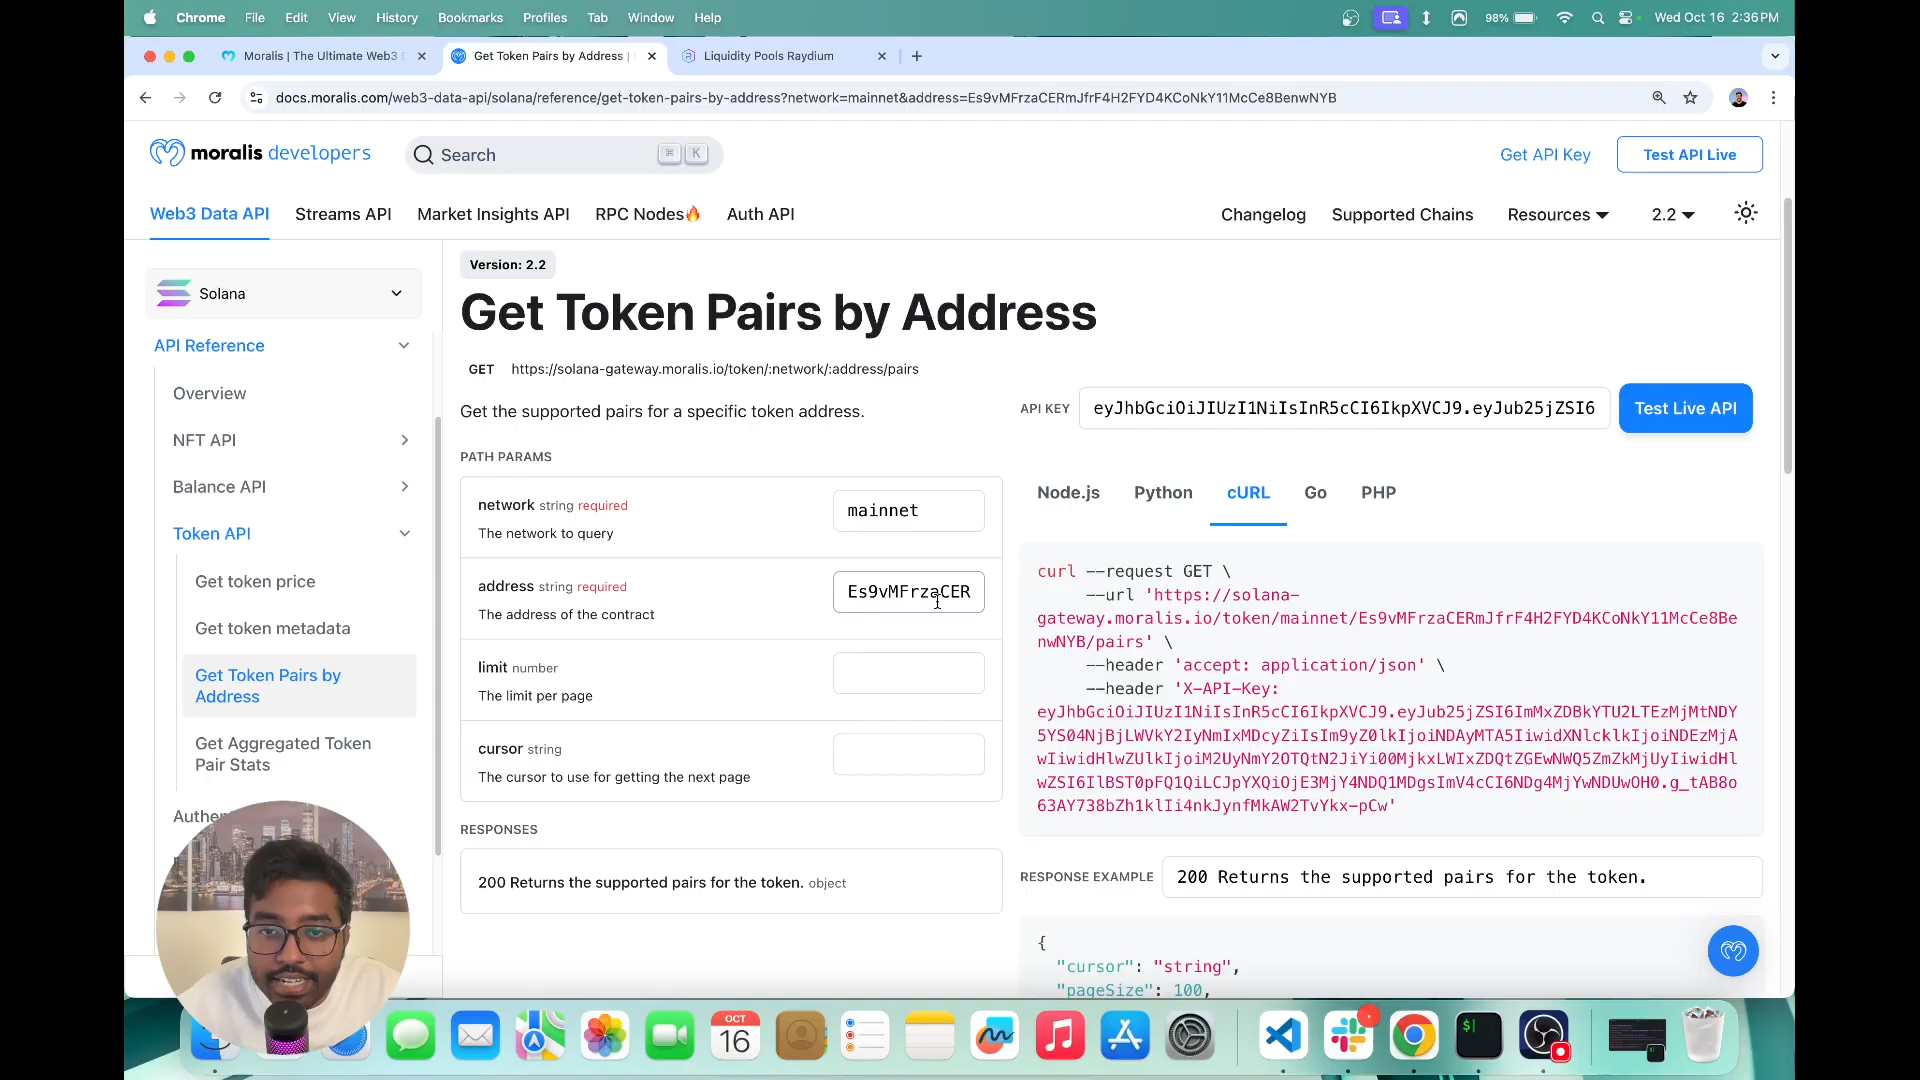 Chrome File Edit View History Bookmarks Profiles Tab Window Help 98% Wed Oct 16 2:36 PM
Moralis | The Ultimate Web3 Get Token Pairs by Address | Liquidity Pools Raydium
docs.moralis.com/web3-data-api/solana/reference/get-token-pairs-by-address?network=mainnet&address=Es9vMFrzaCERmJfrF4H2FYD4KCoNkY11McCe8BenwNYB
moralis developers Search ⌘ K Get API Key Test API Live
Web3 Data API Streams API Market Insights API RPC Nodes🔥 Auth API Changelog Supported Chains Resources 2.2
Solana
API Reference
Overview
NFT API
Balance API
Token API
Get token price
Get token metadata
Get Token Pairs by
Address
Get Aggregated Token
Pair Stats
Version: 2.2
Get Token Pairs by Address
GET https://solana-gateway.moralis.io/token/:network/:address/pairs
Get the supported pairs for a specific token address.
PATH PARAMS
network string required mainnet
The network to query
address string required Es9vMFrzaCER
The address of the contract
limit number
The limit per page
cursor string
The cursor to use for getting the next page
RESPONSES
200 Returns the supported pairs for the token. object
API KEY eyJhbGciOiJIUzI1NiIsInR5cCI6IkpXVCJ9.eyJub25jZSI6 Test Live API
Node.js Python cURL Go PHP
curl --request GET \
--url 'https://solana-
gateway.moralis.io/token/mainnet/Es9vMFrzaCERmJfrF4H2FYD4KCoNkY11McCe8Be
nwNYB/pairs' \
--header 'accept: application/json' \
--header 'X-API-Key:
RESPONSE EXAMPLE 200 Returns the supported pairs for the token.
{
"cursor": "string",
"pageSize": 100,
OCT
16